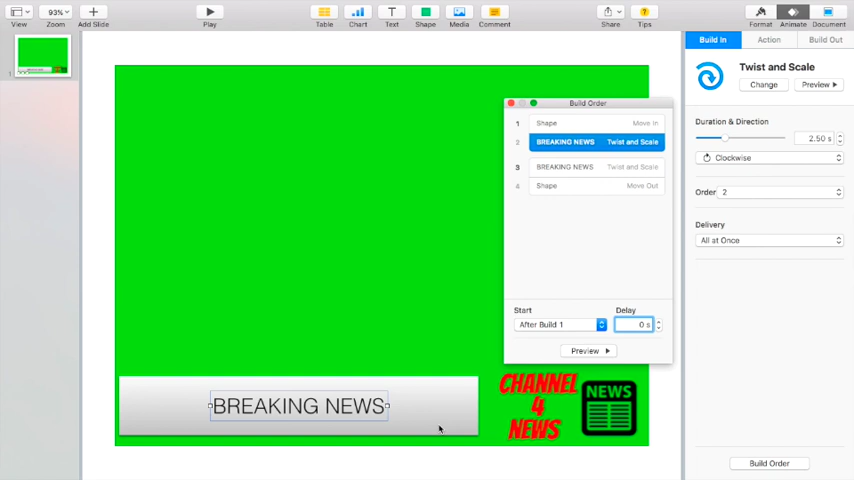 93%
View
Zoom
Add Slide
Play
Table
Chart
Text
Shape
Media
Comment
Share
Tips
Format
Animate
Document
Build In
Action
Build Out
Twist and Scale
Change
Preview
Duration & Direction
2.50 s
Clockwise
Order 2
Delivery
All at Once
Build Order
Build Order
1 Shape Move In
2 BREAKING NEWS Twist and Scale
3 BREAKING NEWS Twist and Scale
4 Shape Move Out
Start Delay
After Build 1 0 s
Preview
1
BREAKING NEWS
CHANNEL
4
NEWS
NEWS